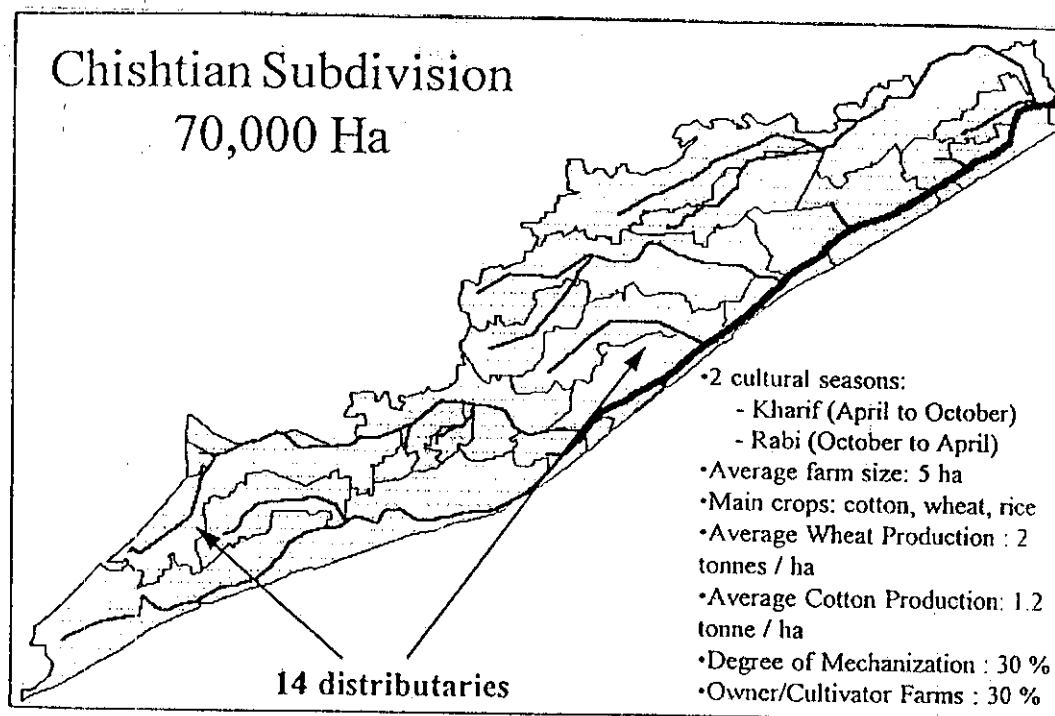 Chishtian Subdivision
70,000 Ha
•2 cultural seasons:
- Kharif (April to October)
- Rabi (October to April)
•Average farm size: 5 ha
•Main crops: cotton, wheat, rice
•Average Wheat Production : 2
tonnes / ha
•Average Cotton Production: 1.2
tonne / ha
•Degree of Mechanization : 30 %
•Owner/Cultivator Farms : 30 %
14 distributaries